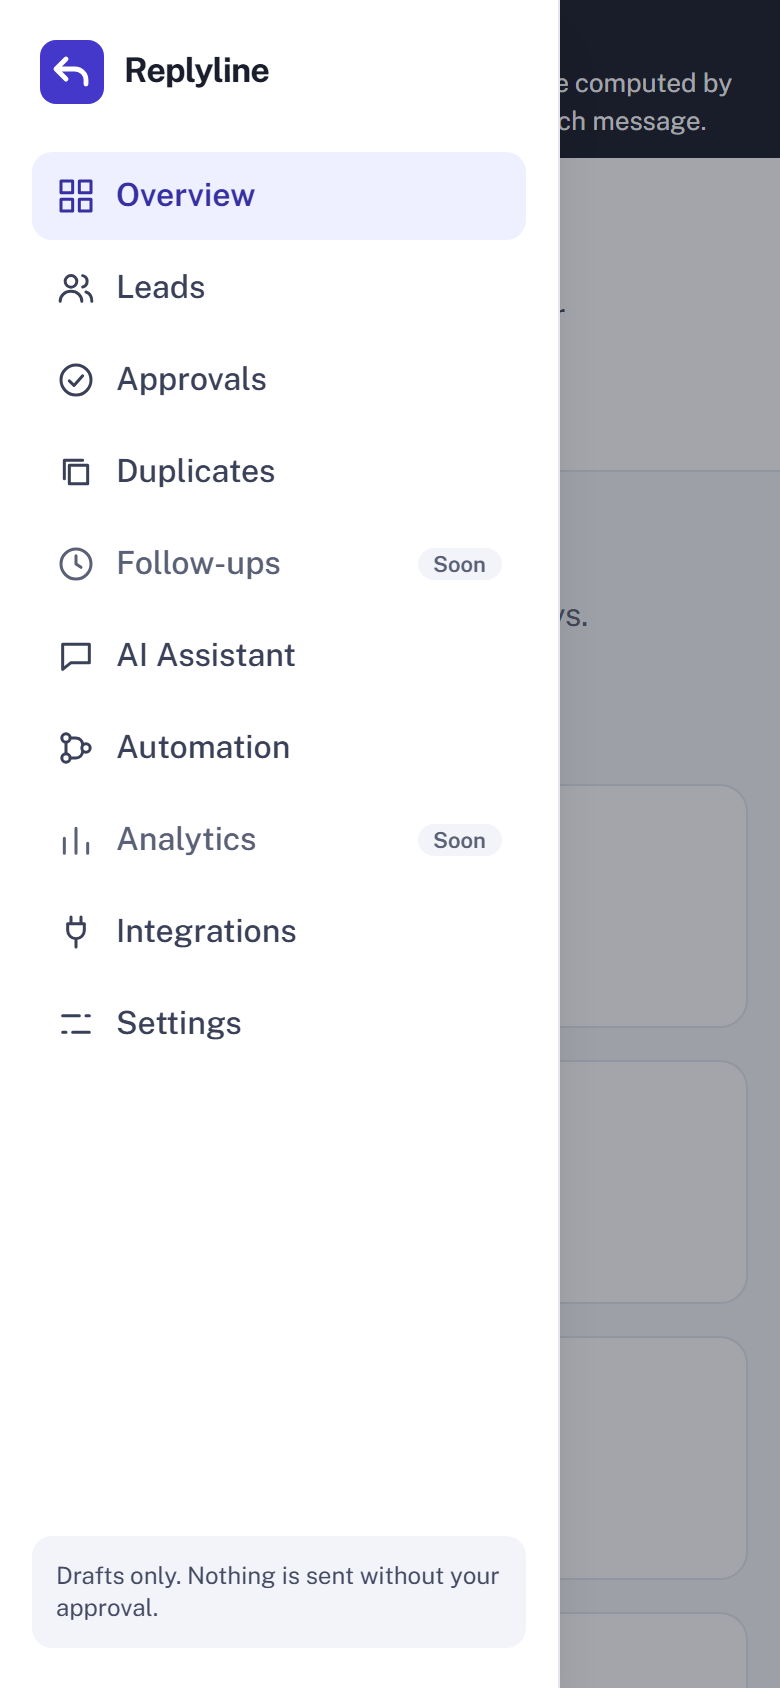 Replyline
computed by
message.
Overview
Leads
Approvals
Duplicates
Follow-ups Soon
AI Assistant
Automation
Analytics Soon
Integrations
Settings
Drafts only. Nothing is sent without your
approval.